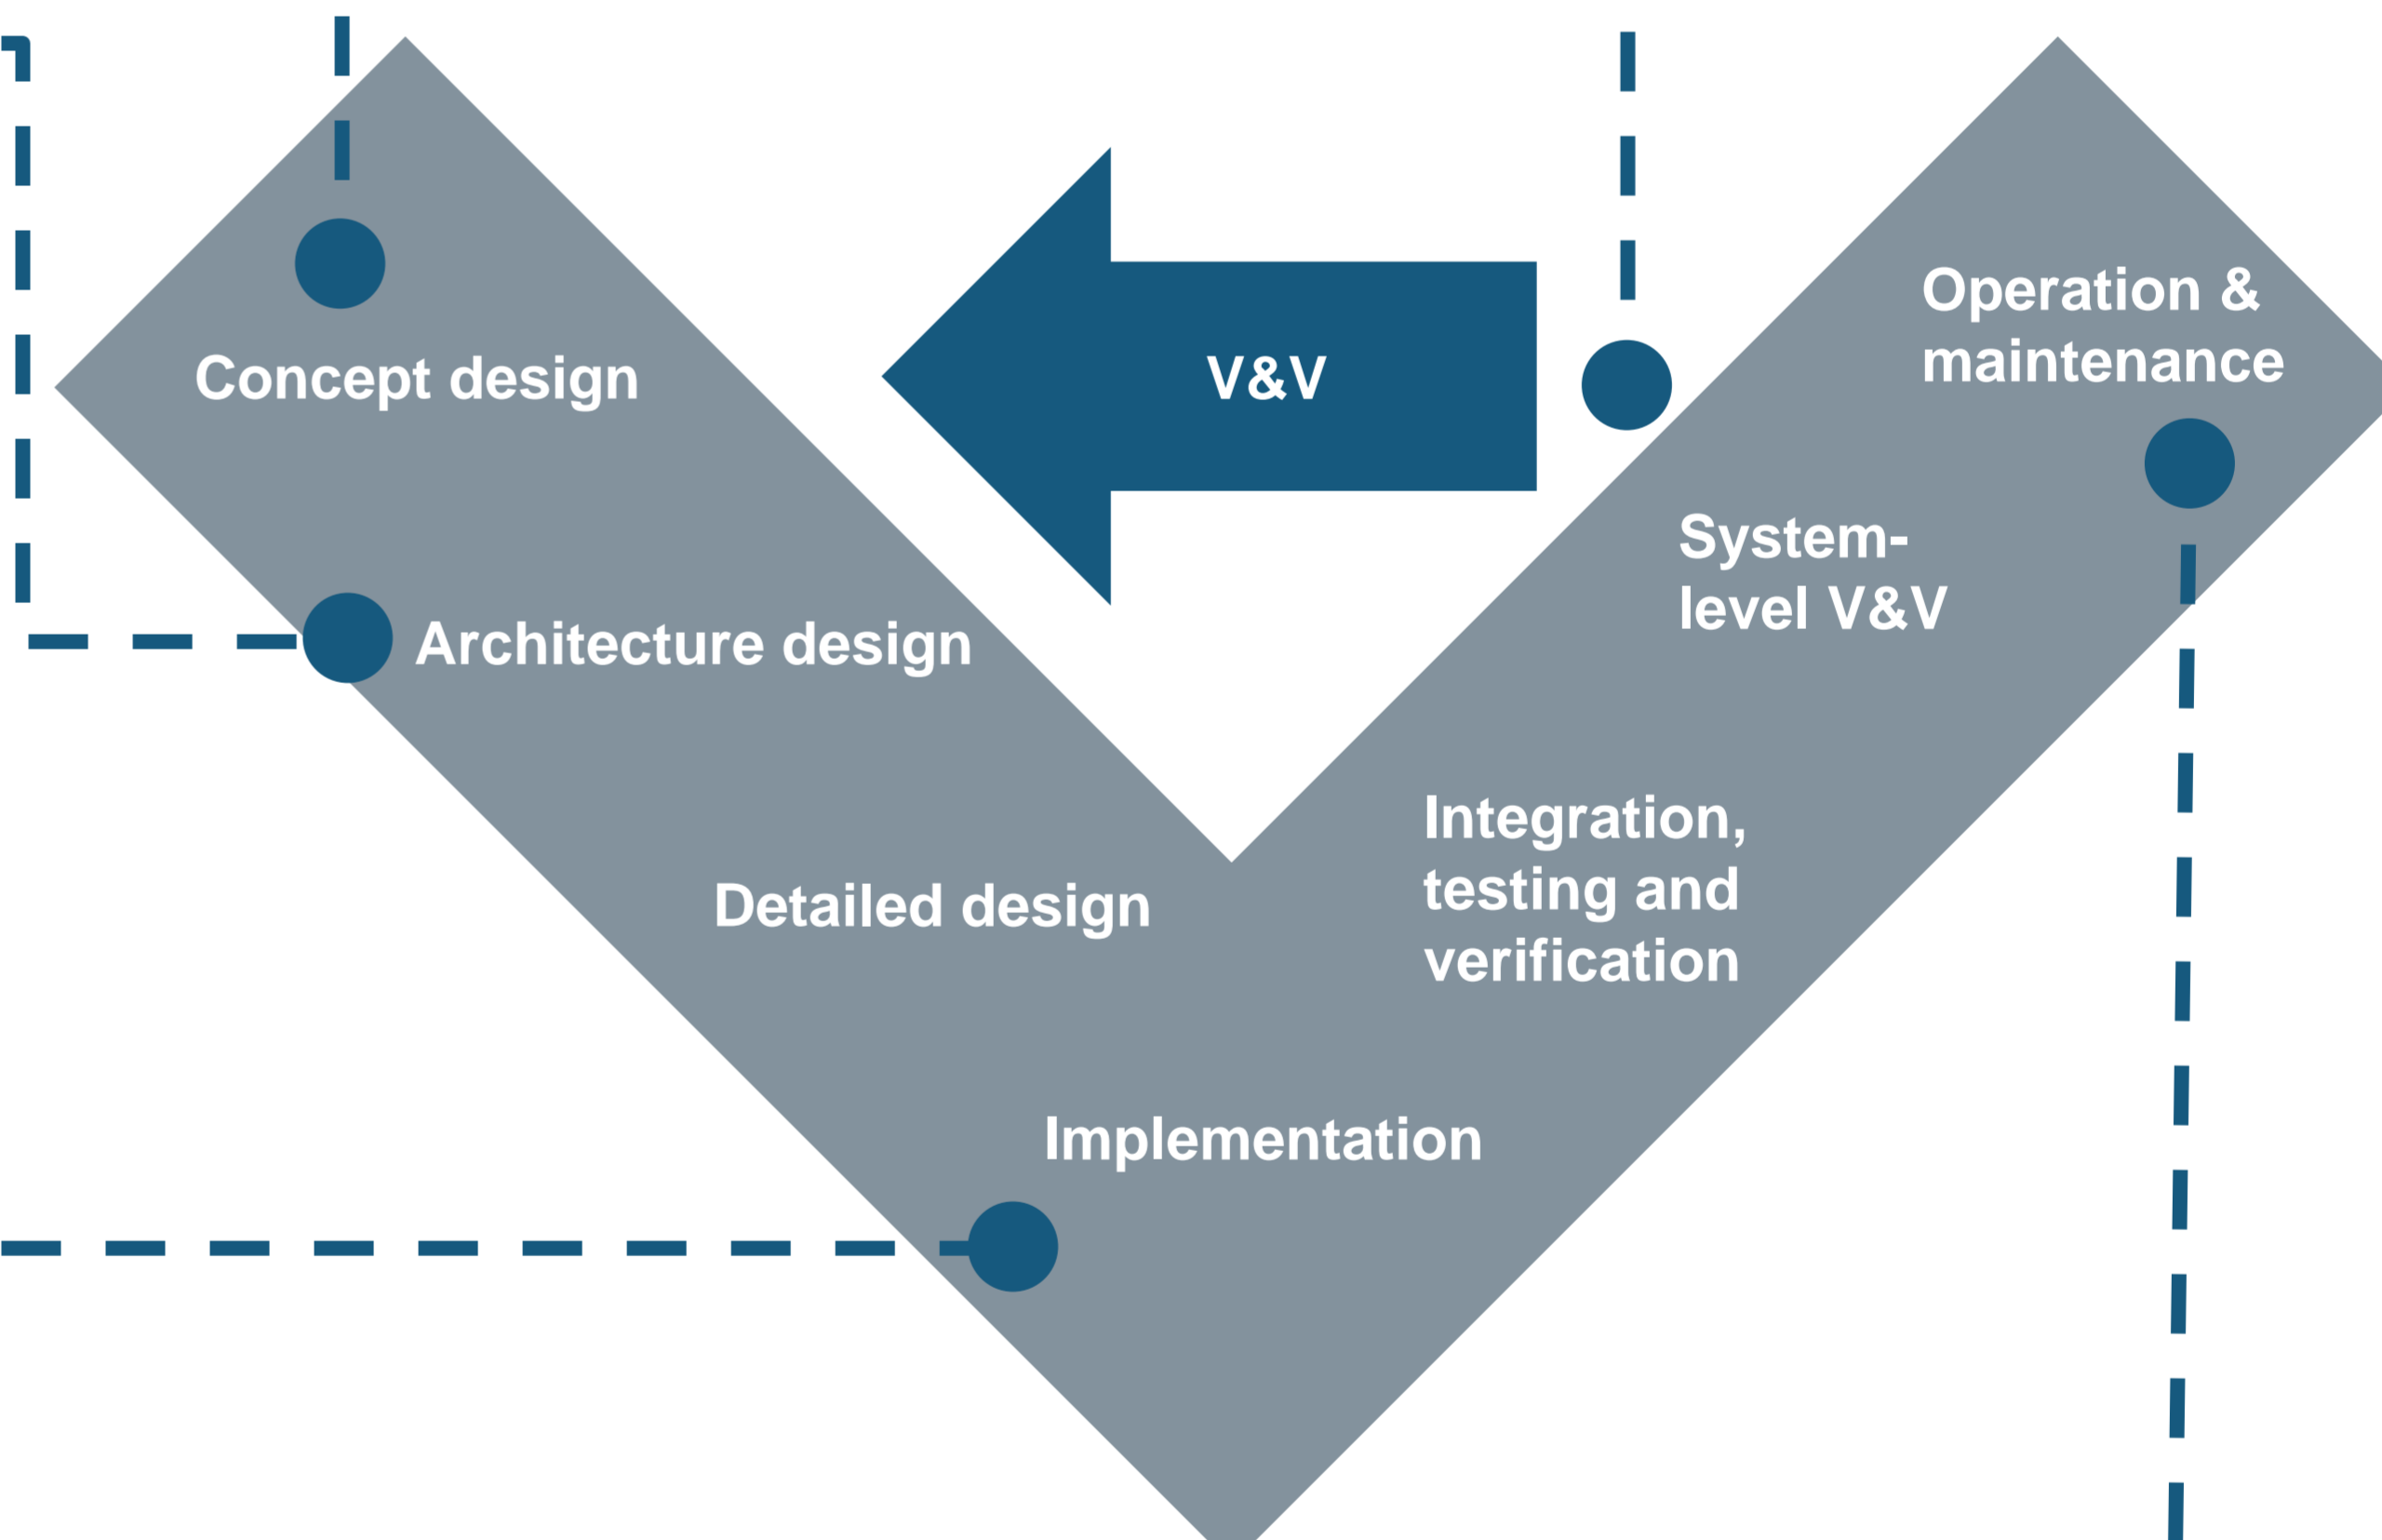 Concept design
V&V
Operation &
maintenance
System-
level V&V
Architecture design
Integration,
testing and
verification
Detailed design
Implementation